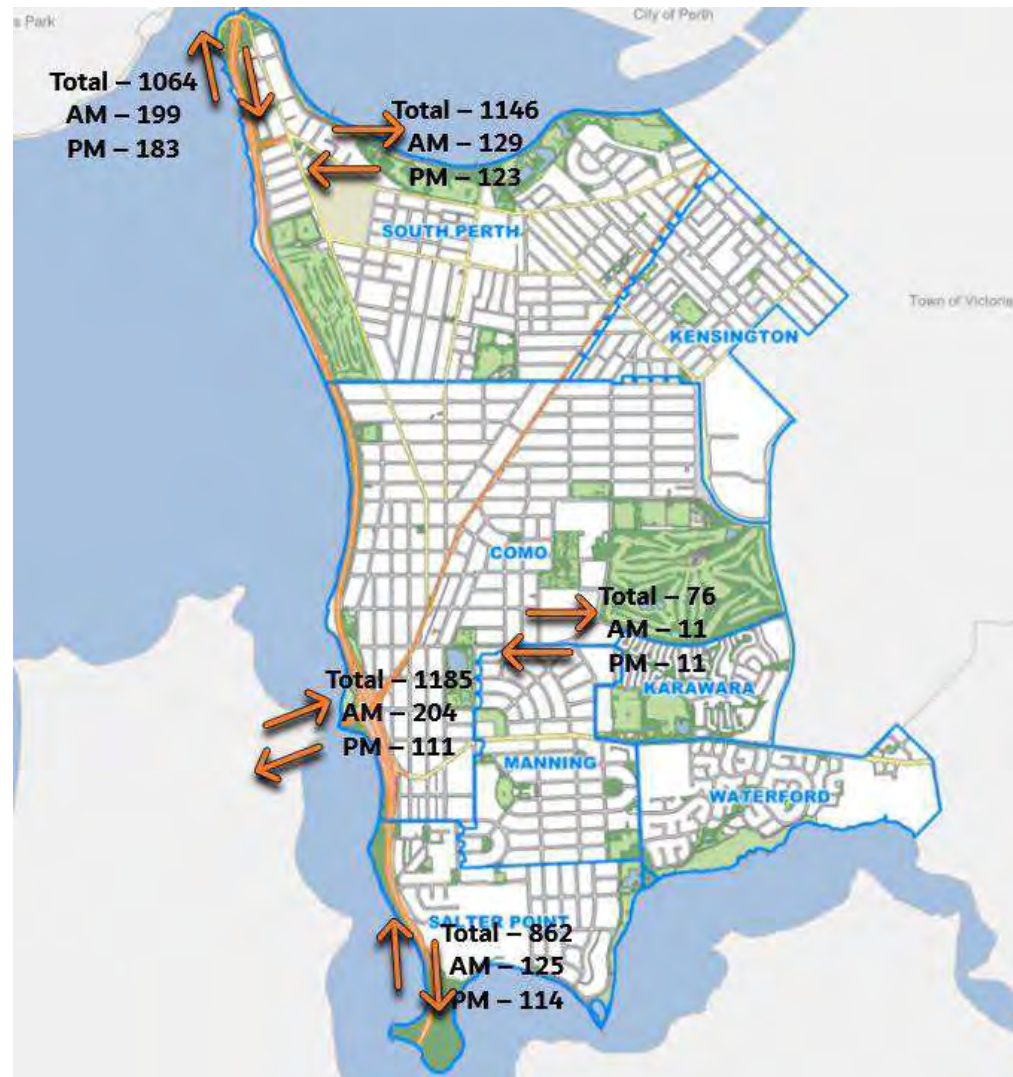 s Park
City of Perth
Total – 1064
AM – 199
PM – 183
Total – 1146
AM – 129
PM – 123
SOUTH PERTH
Town of Victoria
KENSINGTON
COMO
Total – 76
AM – 11
PM – 11
KARAWARA
Total – 1185
AM – 204
PM – 111
MANNING
WATERFORD
SALTER POINT
Total – 862
AM – 125
PM – 114